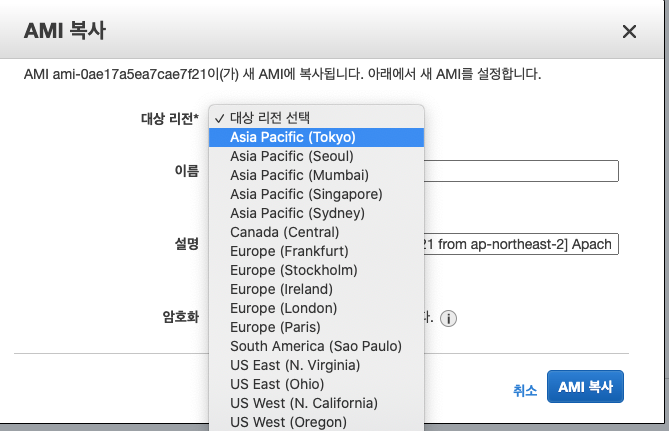 AMI 복사
AMI ami-0ae17a5ea7cae7f21이(가) 새 AMI에 복사됩니다. 아래에서 새 AMI를 설정합니다.
대상 리전*
✓ 대상 리전 선택
Asia Pacific (Tokyo)
Asia Pacific (Seoul)
이름
Asia Pacific (Mumbai)
Asia Pacific (Singapore)
Asia Pacific (Sydney)
Canada (Central)
설명
21 from ap-northeast-2] Apach
Europe (Frankfurt)
Europe (Stockholm)
Europe (Ireland)
Europe (London)
암호화
다.
Europe (Paris)
South America (Sao Paulo)
US East (N. Virginia)
US East (Ohio)
취소
AMI 복사
US West (N. California)
US West (Oregon)